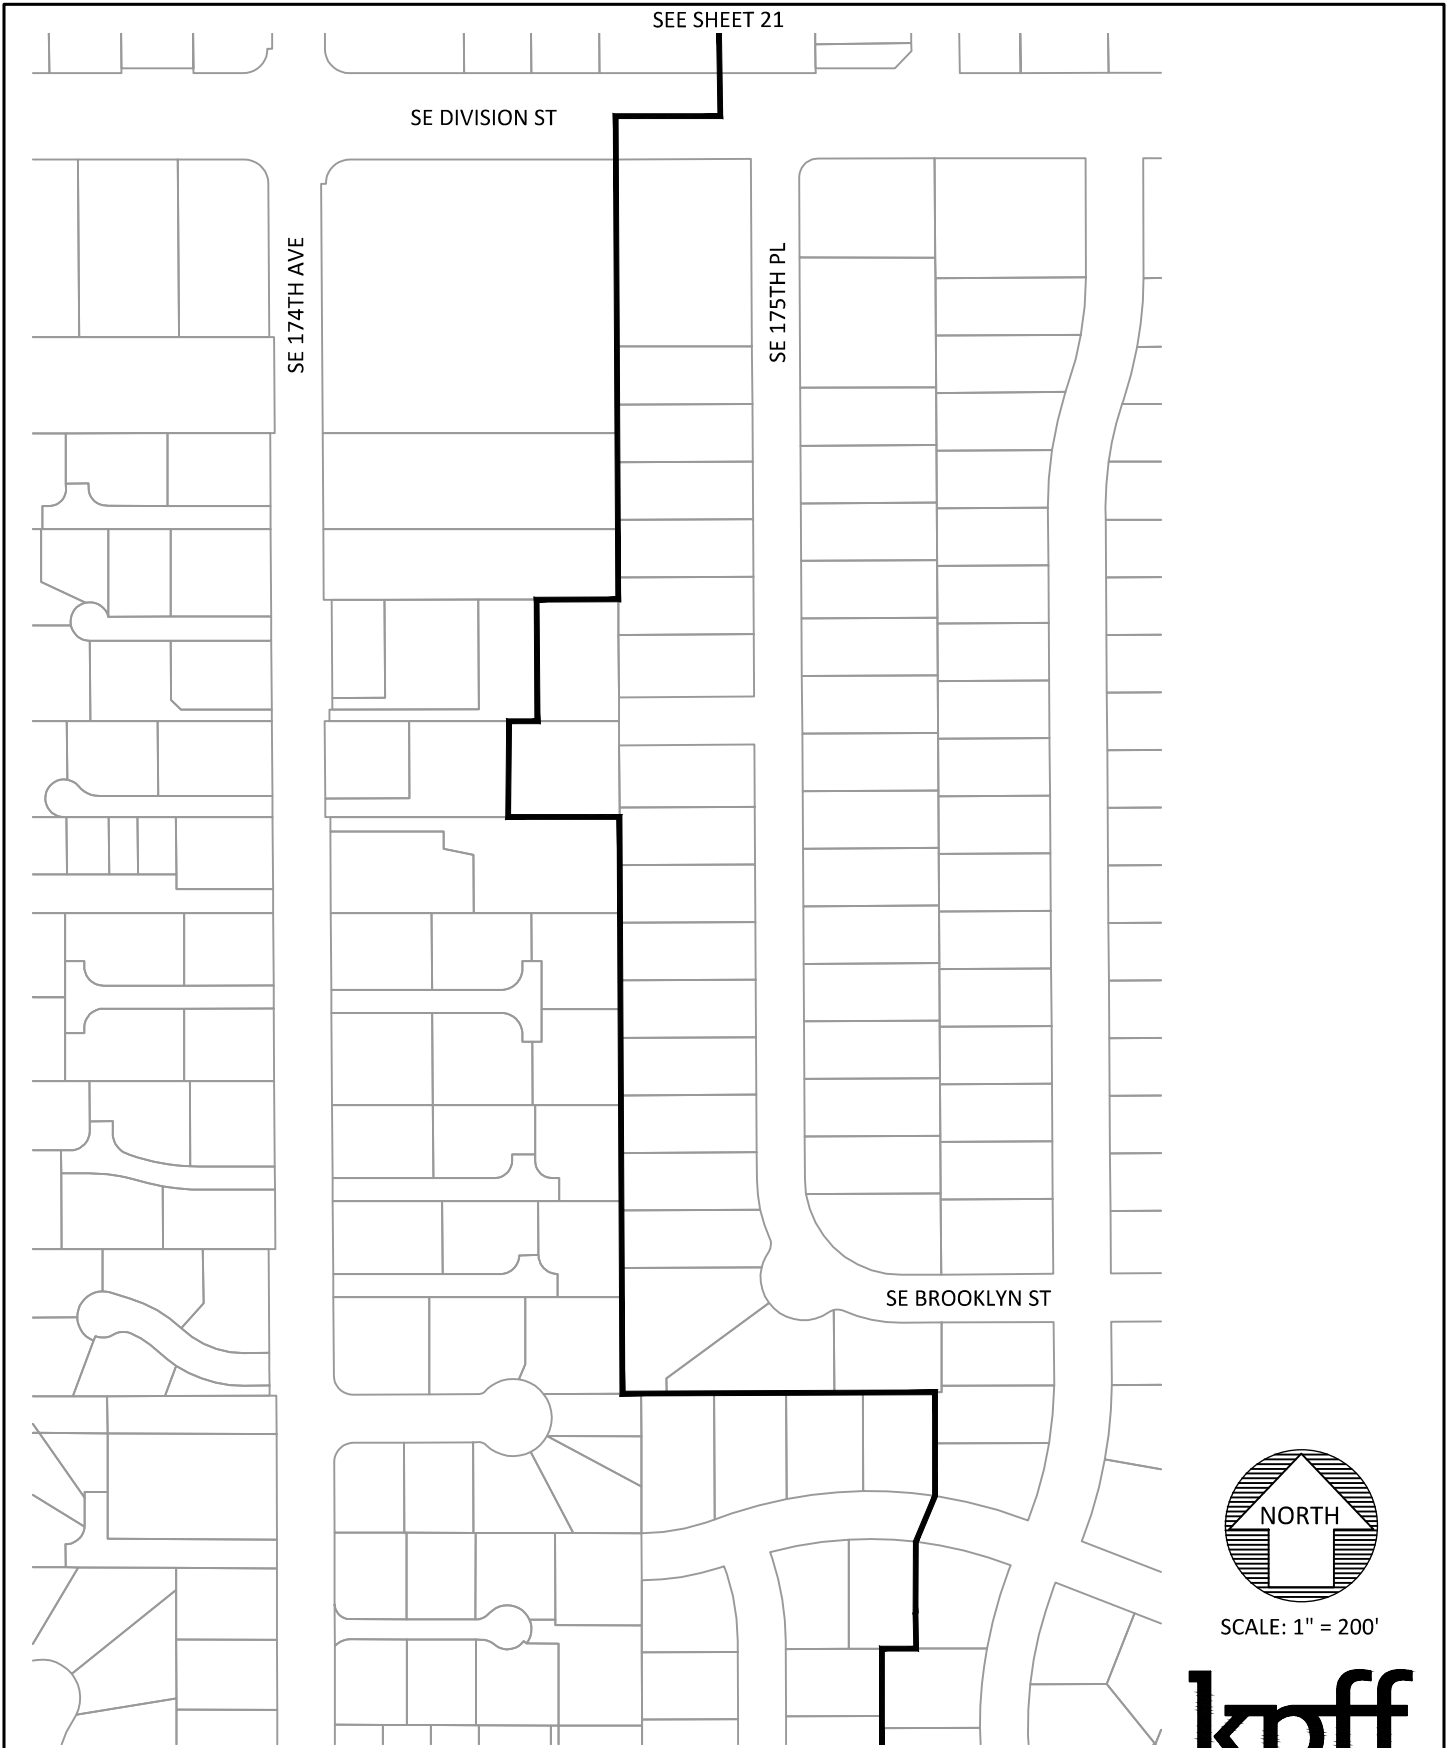 SEE SHEET 21
SE DIVISION ST
SE 174TH AVE
SE 175TH PL
SE BROOKLYN ST
NORTH
SCALE: 1" = 200'
kpff